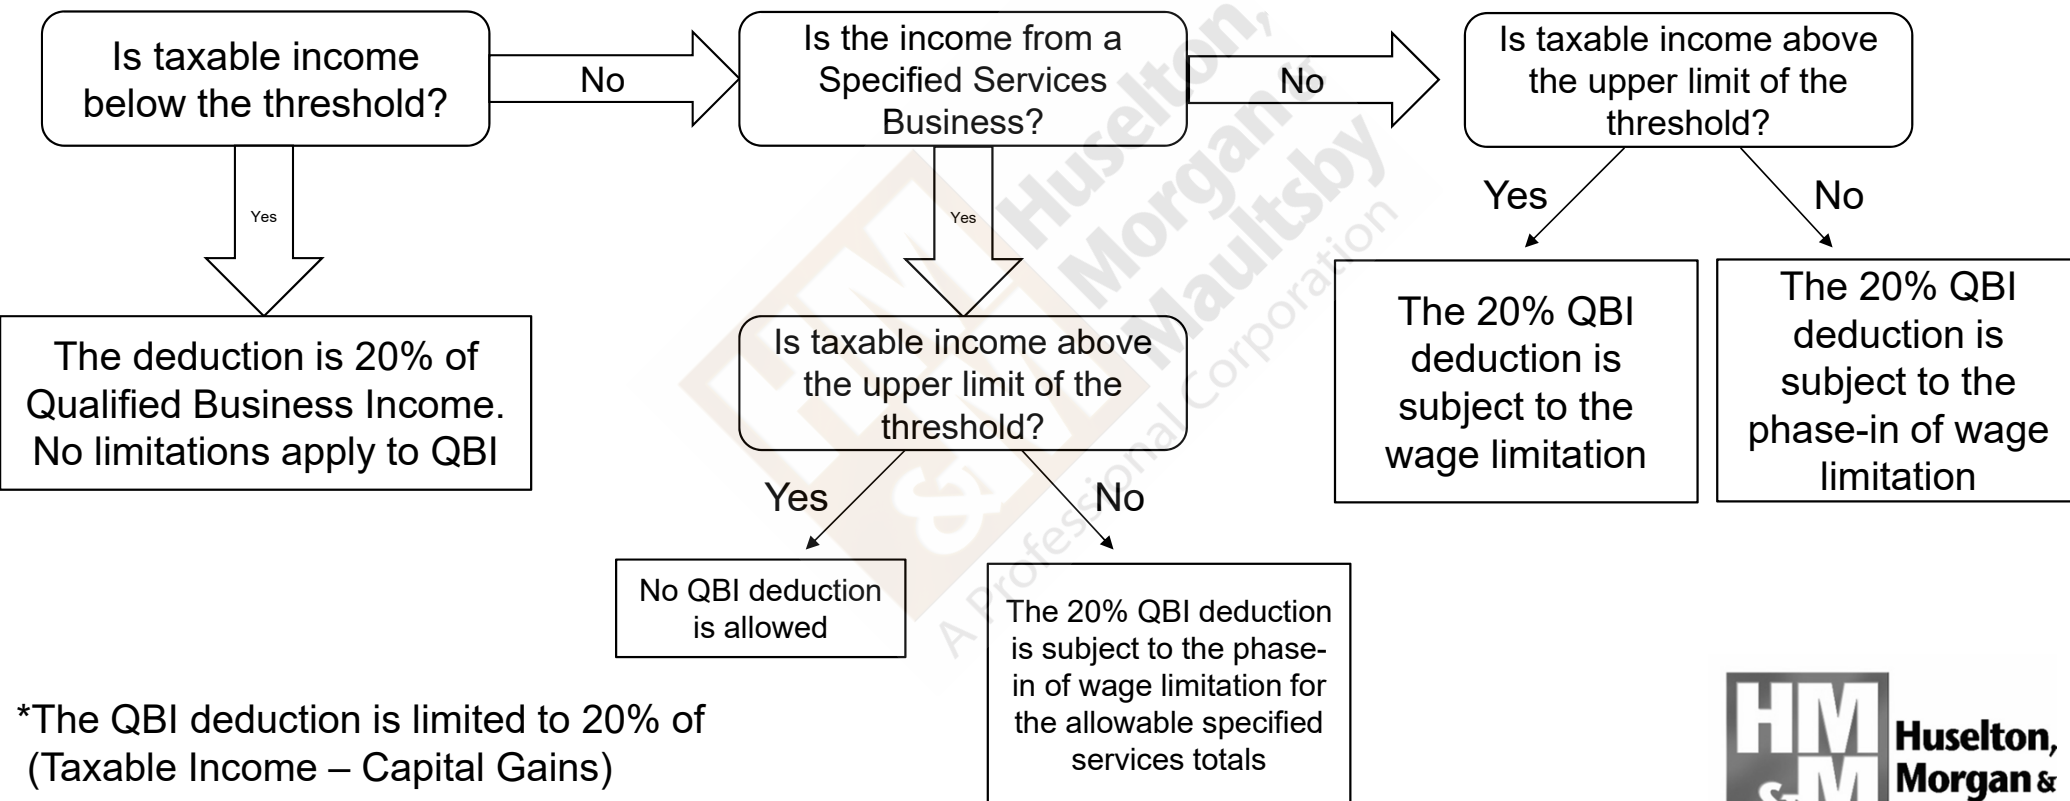 Is taxable income
below the threshold?
No
Is the income from a
Specified Services
Business?
No
Is taxable income above
the upper limit of the
threshold?
Yes
Yes
Yes
No
The deduction is 20% of
Qualified Business Income.
No limitations apply to QBI
Is taxable income above
the upper limit of the
threshold?
The 20% QBI
deduction is
subject to the
wage limitation
The 20% QBI
deduction is
subject to the
phase-in of wage
limitation
Yes
No
No QBI deduction
is allowed
The 20% QBI deduction
is subject to the phase-
in of wage limitation for
the allowable specified
services totals
*The QBI deduction is limited to 20% of
(Taxable Income – Capital Gains)
HM
&M
Huselton,
Morgan &
Maultsby
A Professional Corporation
HM
&M
Huselton,
Morgan &